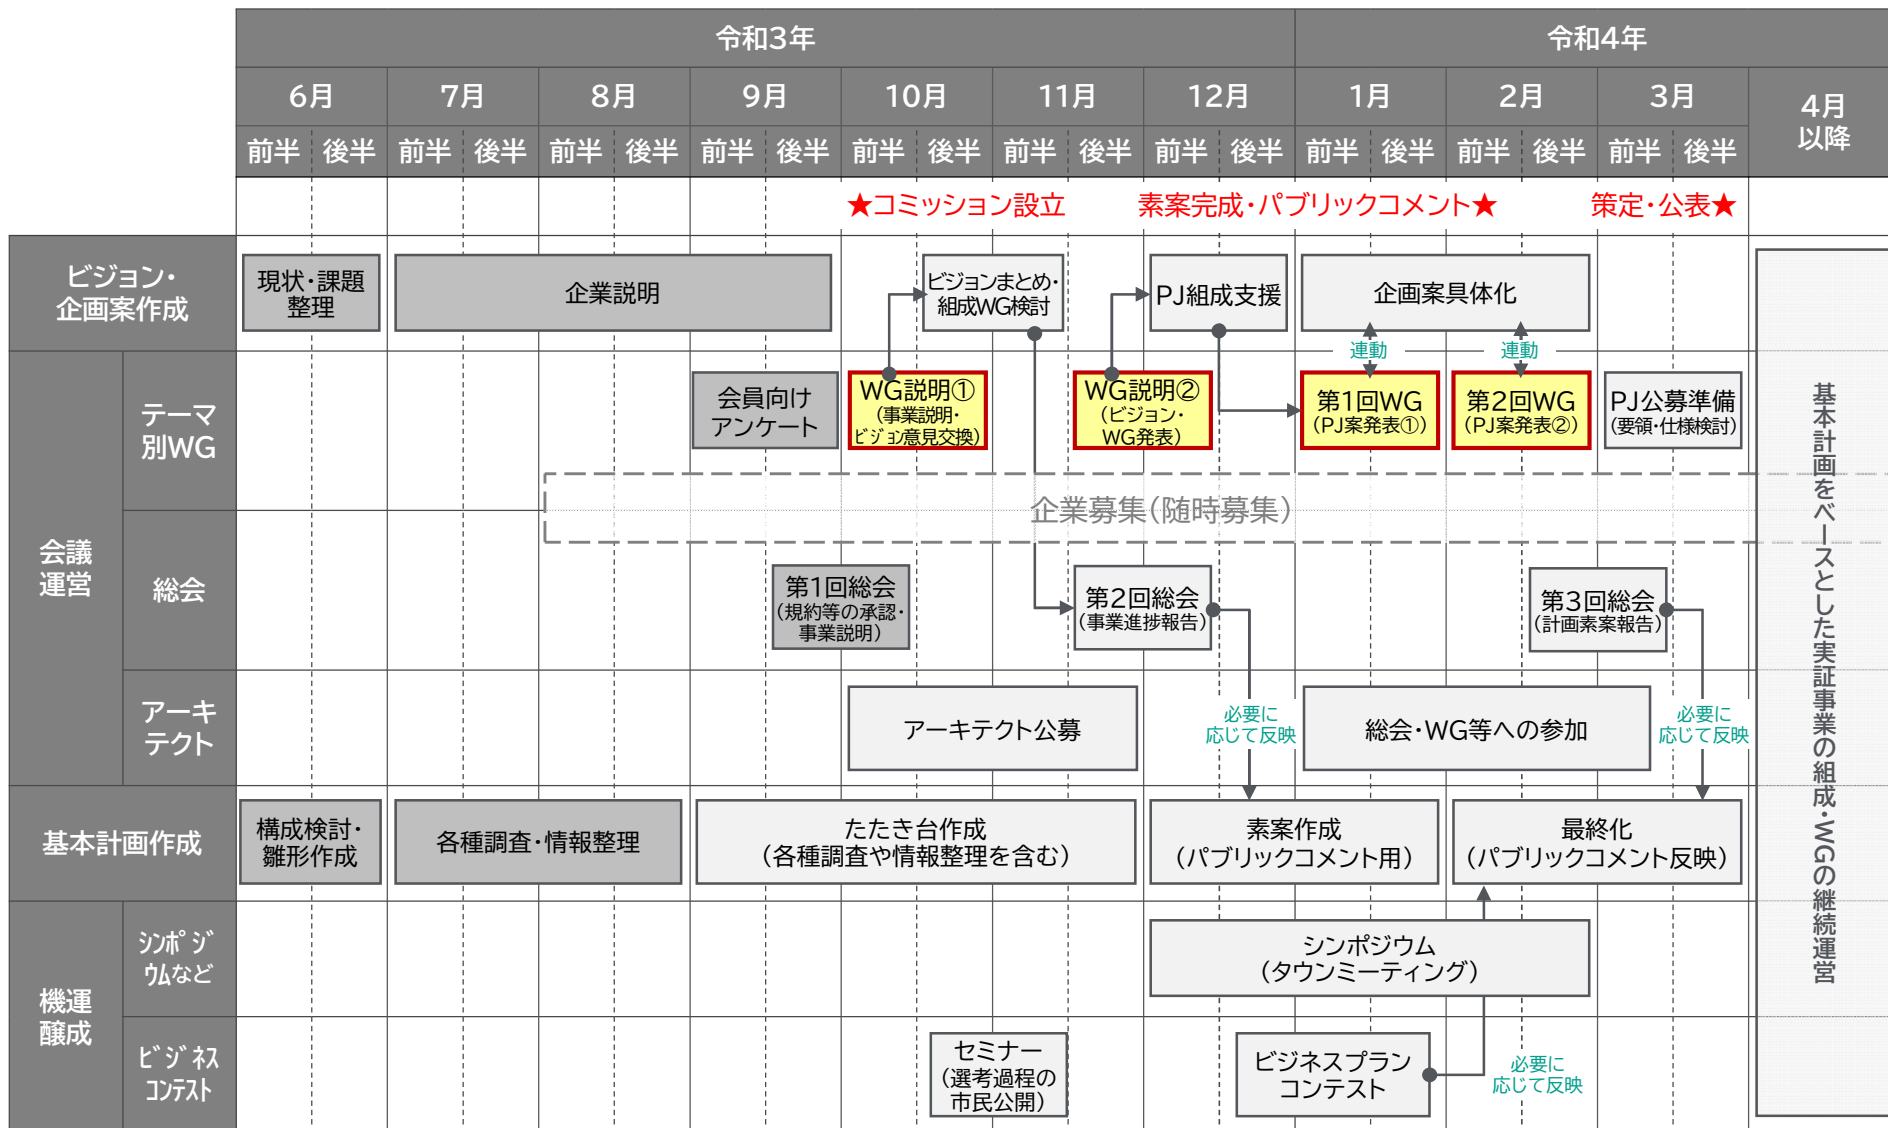 令和3年
令和4年
6月
7月
8月
9月
10月
11月
12月
1月
2月
3月
4月
以降
前半
後半
前半
後半
前半
後半
前半
後半
前半
後半
前半
後半
前半
後半
前半
後半
前半
後半
前半
後半
★コミッション設立
素案完成・パブリックコメント★
策定・公表★
ビジョン・
企画案作成
現状・課題
整理
企業説明
ビジョンまとめ・
組成WG検討
PJ組成支援
企画案具体化
連動
連動
会議
運営
テーマ
別WG
会員向け
アンケート
WG説明①
（事業説明・
ビジョン意見交換）
WG説明②
（ビジョン・
WG発表）
第1回WG
（PJ案発表①）
第2回WG
（PJ案発表②）
PJ公募準備
（要領・仕様検討）
企業募集（随時募集）
総会
第1回総会
（規約等の承認・
事業説明）
第2回総会
（事業進捗報告）
第3回総会
（計画素案報告）
アーキ
テクト
アーキテクト公募
必要に
応じて反映
総会・WG等への参加
必要に
応じて反映
基本計画作成
構成検討・
雛形作成
各種調査・情報整理
たたき台作成
（各種調査や情報整理を含む）
素案作成
（パブリックコメント用）
最終化
（パブリックコメント反映）
機運
醸成
シンポジ
ウムなど
シンポジウム
（タウンミーティング）
ビジネス
コンテスト
セミナー
（選考過程の
市民公開）
ビジネスプラン
コンテスト
必要に
応じて反映
基本計画をベースとした実証事業の組成・WGの継続運営